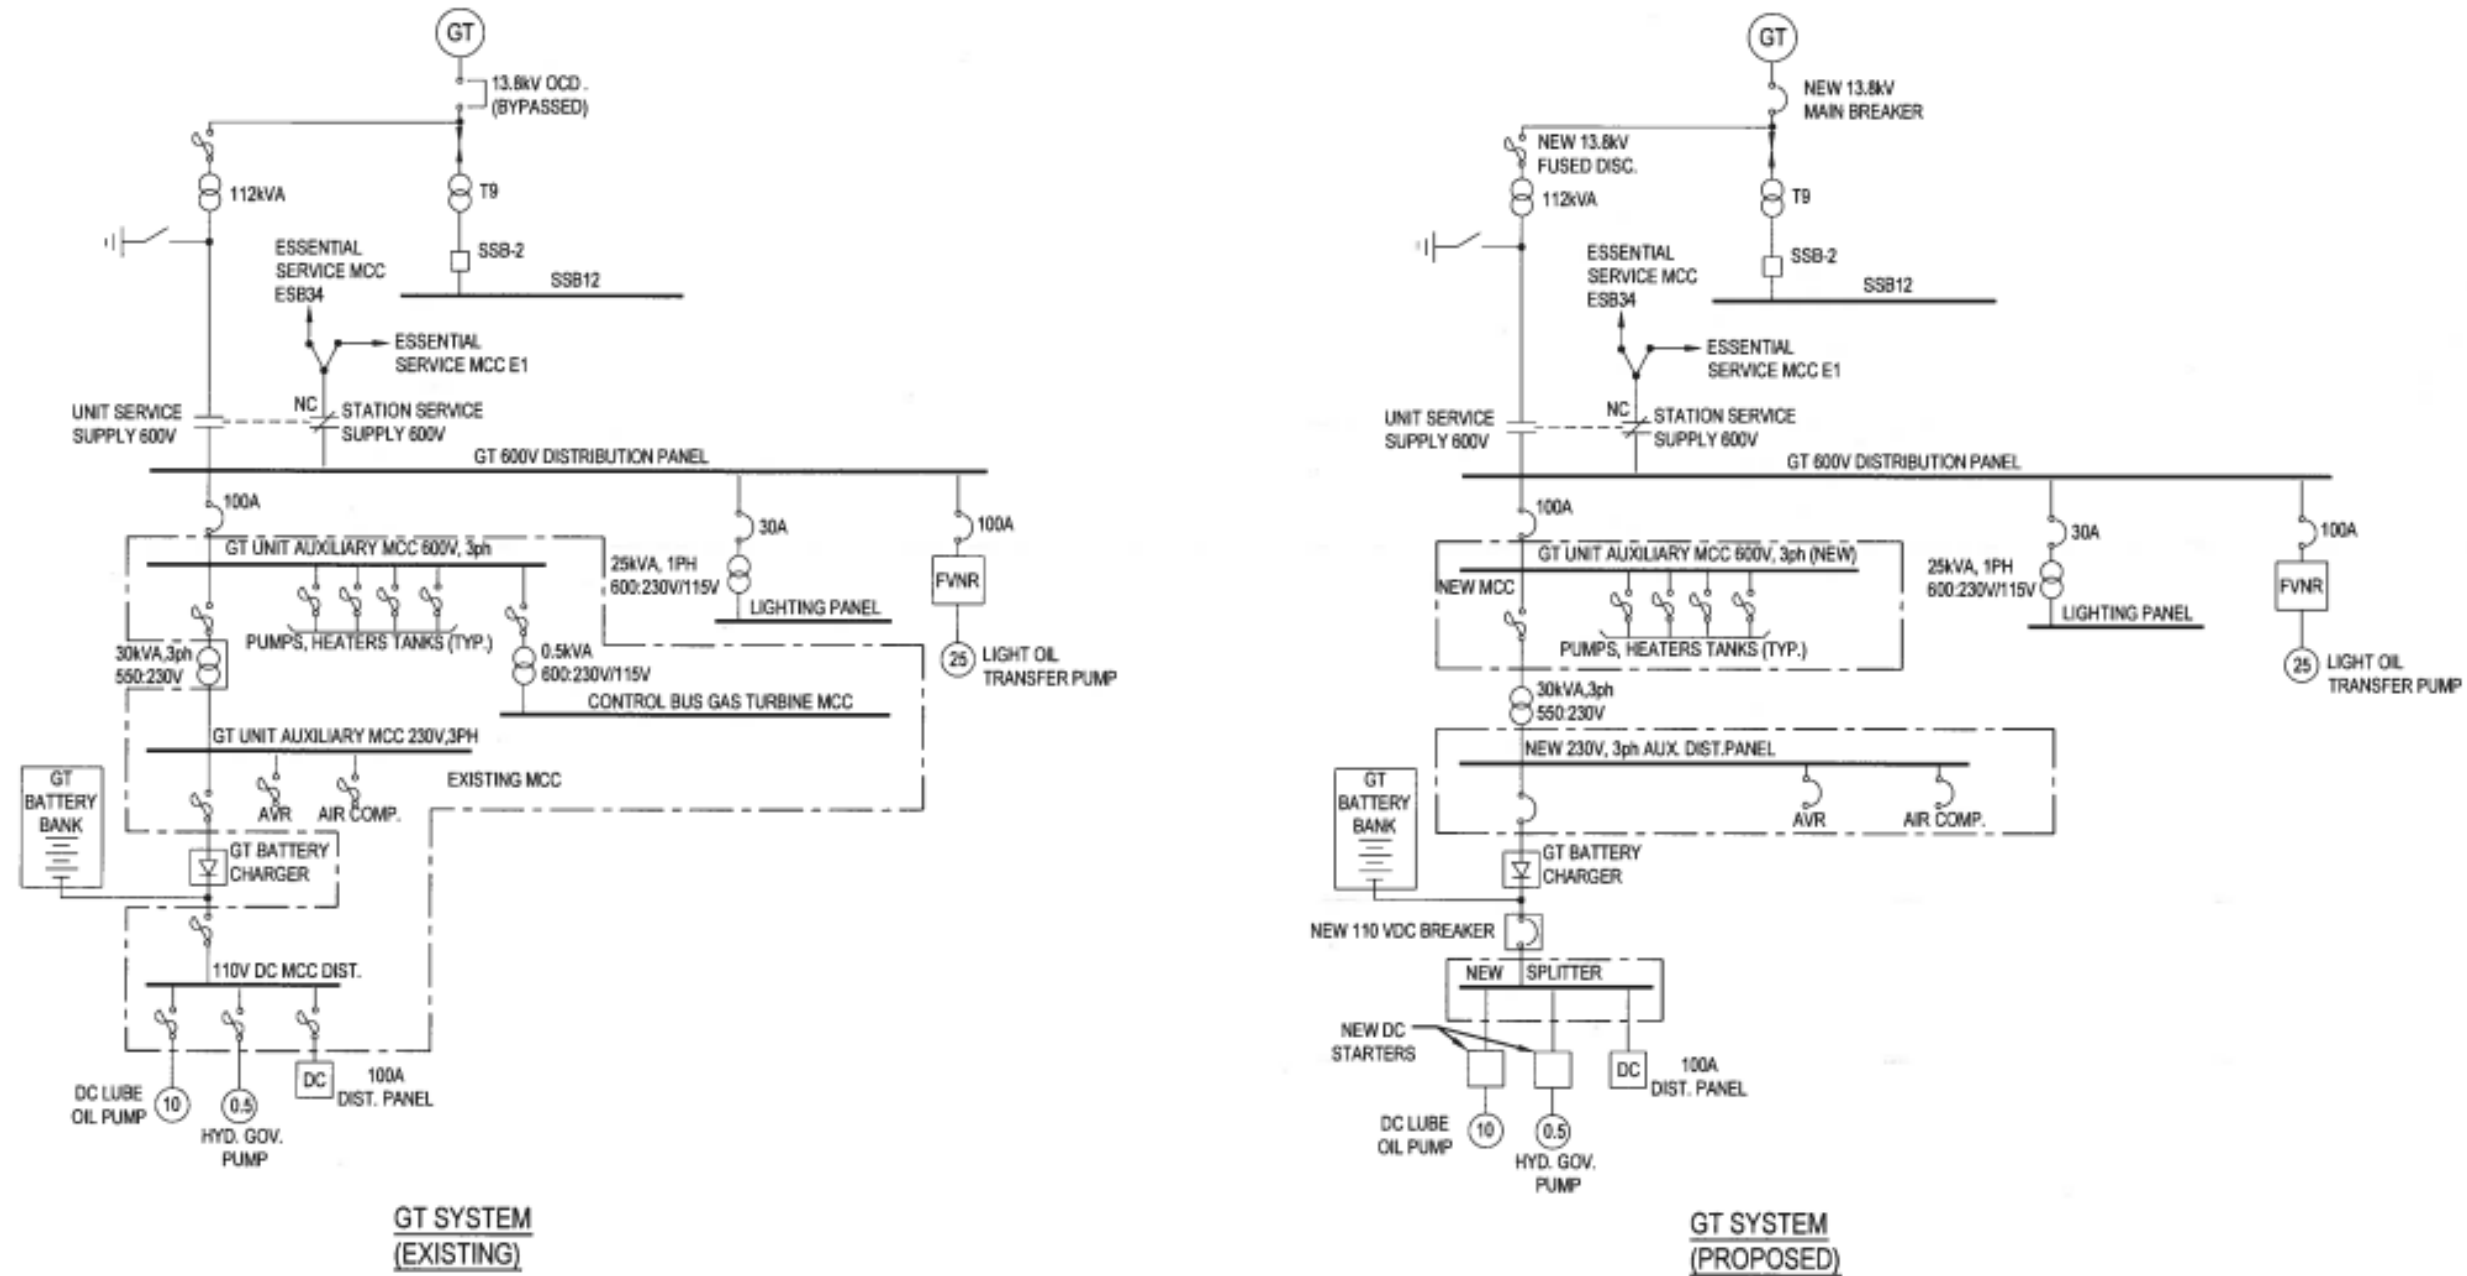 GT
13.8kV OCD.
(BYPASSED)
112kVA
T9
SSB-2
SSB12
ESSENTIAL
SERVICE MCC
ESB34
ESSENTIAL
SERVICE MCC E1
UNIT SERVICE
SUPPLY 600V
NC
STATION SERVICE
SUPPLY 600V
GT 600V DISTRIBUTION PANEL
100A
30A
100A
GT UNIT AUXILIARY MCC 600V, 3ph
25kVA, 1PH
600:230V/115V
FVNR
LIGHTING PANEL
PUMPS, HEATERS TANKS (TYP.)
30kVA,3ph
550:230V
0.5kVA
600:230V/115V
25
LIGHT OIL
TRANSFER PUMP
CONTROL BUS GAS TURBINE MCC
GT UNIT AUXILIARY MCC 230V,3PH
GT
BATTERY
BANK
EXISTING MCC
AVR
AIR COMP.
GT BATTERY
CHARGER
110V DC MCC DIST.
DC
100A
DIST. PANEL
DC LUBE
OIL PUMP
10
0.5
HYD. GOV.
PUMP
GT SYSTEM
(EXISTING)
GT
NEW 13.8kV
MAIN BREAKER
NEW 13.8kV
FUSED DISC.
112kVA
T9
SSB-2
SSB12
ESSENTIAL
SERVICE MCC
ESB34
ESSENTIAL
SERVICE MCC E1
UNIT SERVICE
SUPPLY 600V
NC
STATION SERVICE
SUPPLY 600V
GT 600V DISTRIBUTION PANEL
100A
30A
100A
GT UNIT AUXILIARY MCC 600V, 3ph (NEW)
NEW MCC
25kVA, 1PH
600:230V/115V
FVNR
LIGHTING PANEL
PUMPS, HEATERS TANKS (TYP.)
25
LIGHT OIL
TRANSFER PUMP
30kVA,3ph
550:230V
NEW 230V, 3ph AUX. DIST.PANEL
GT
BATTERY
BANK
AVR
AIR COMP.
GT BATTERY
CHARGER
NEW 110 VDC BREAKER
NEW SPLITTER
NEW DC
STARTERS
DC
100A
DIST. PANEL
DC LUBE
OIL PUMP
10
0.5
HYD. GOV.
PUMP
GT SYSTEM
(PROPOSED)